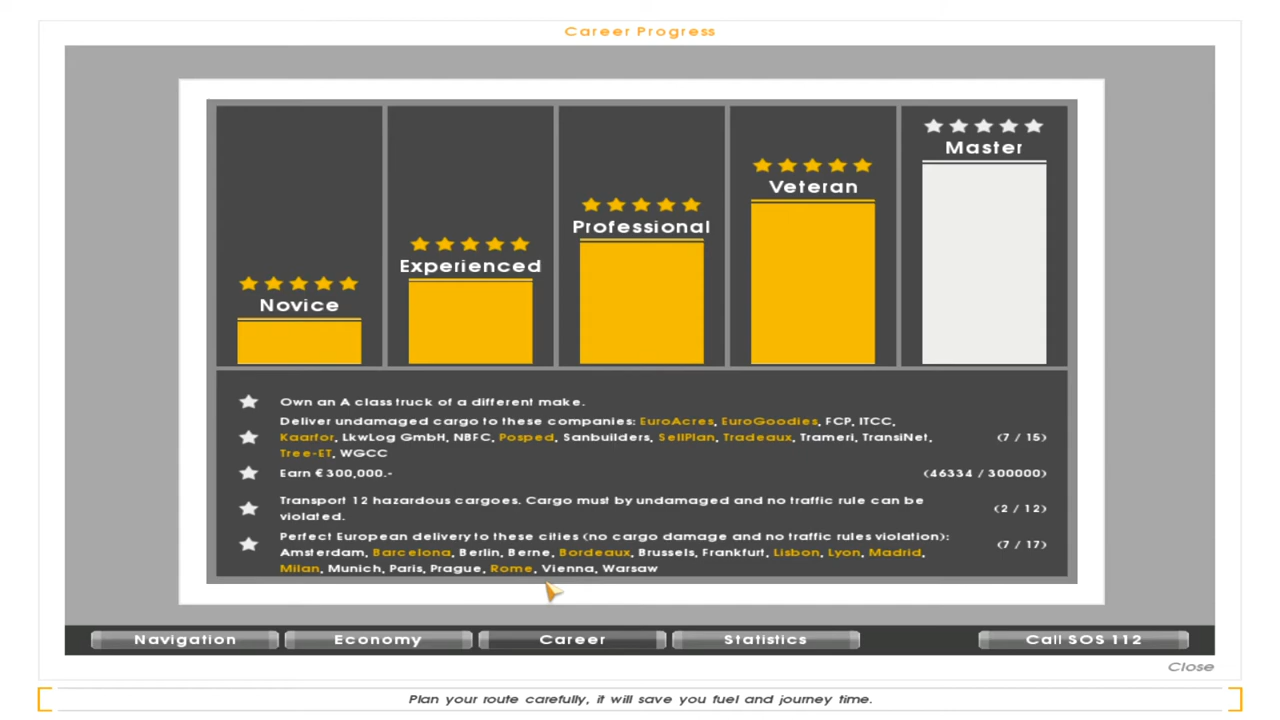 Career Progress
Master
Veteran
Professional
Experienced
Novice
Own an A class truck of a different make.
Deliver undamaged cargo to these companies: EuroAcres, EuroGoodies, FCP, ITCC,
Kaarfor, LkwLog GmbH, NBFC, Posped, Sanbuilders, SellPlan, Tradeaux, Trameri, TransiNet, (7 / 15)
Tree-ET, WGCC
Earn € 300,000.- (46334 / 300000)
Transport 12 hazardous cargoes. Cargo must by undamaged and no traffic rule can be
violated. (2 / 12)
Perfect European delivery to these cities (no cargo damage and no traffic rules violation):
Amsterdam, Barcelona, Berlin, Berne, Bordeaux, Brussels, Frankfurt, Lisbon, Lyon, Madrid, (7 / 17)
Milan, Munich, Paris, Prague, Rome, Vienna, Warsaw
Navigation Economy Career Statistics Call SOS 112
Close
Plan your route carefully, it will save you fuel and journey time.